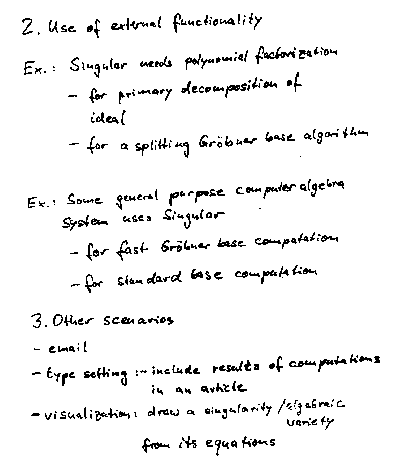 2. Use of external functionality
Ex.: Singular needs polynomial factorization
- for primary decomposition of
ideal
- for a splitting Gröbner base algorithm
Ex.: Some general purpose computer algebra
System uses Singular
- for fast Gröbner base computation
- for standard base computation
3. Other scenarios
- email
- type setting :- include results of computations
in an article
- visualization: draw a singularity / algebraic
variety
from its equations